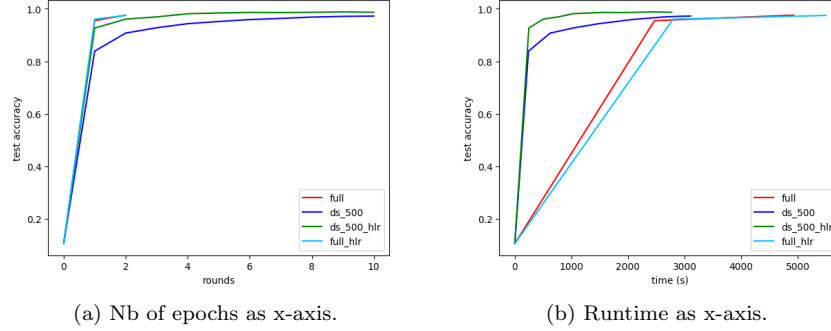 1.0
0.8
0.6
0.4
0.2
test accuracy
0 2 4 6 8 10
rounds
full
ds_500
ds_500_hlr
full_hlr
(a) Nb of epochs as x-axis.
1.0
0.8
0.6
0.4
0.2
test accuracy
0 1000 2000 3000 4000 5000
time (s)
full
ds_500
ds_500_hlr
full_hlr
(b) Runtime as x-axis.